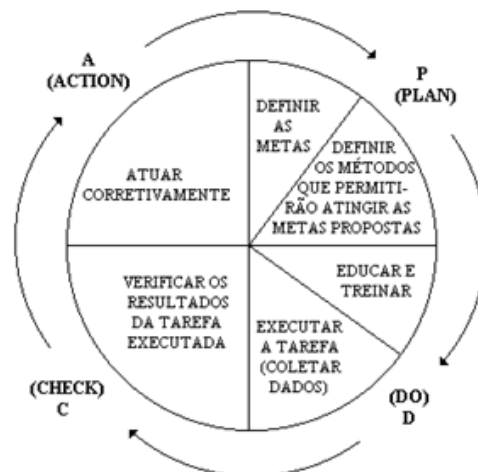 A
(ACTION)
P
(PLAN)
DEFINIR
AS
METAS
DEFINIR
OS MÉTODOS
QUE PERMITI-
RÃO ATINGIR AS
METAS PROPOSTAS
ATUAR
CORRETIVAMENTE
VERIFICAR OS
RESULTADOS
DA TAREFA
EXECUTADA
EDUCAR E
TREINAR
EXECUTAR
A TAREFA
(COLETAR
DADOS)
(CHECK)
C
(DO)
D